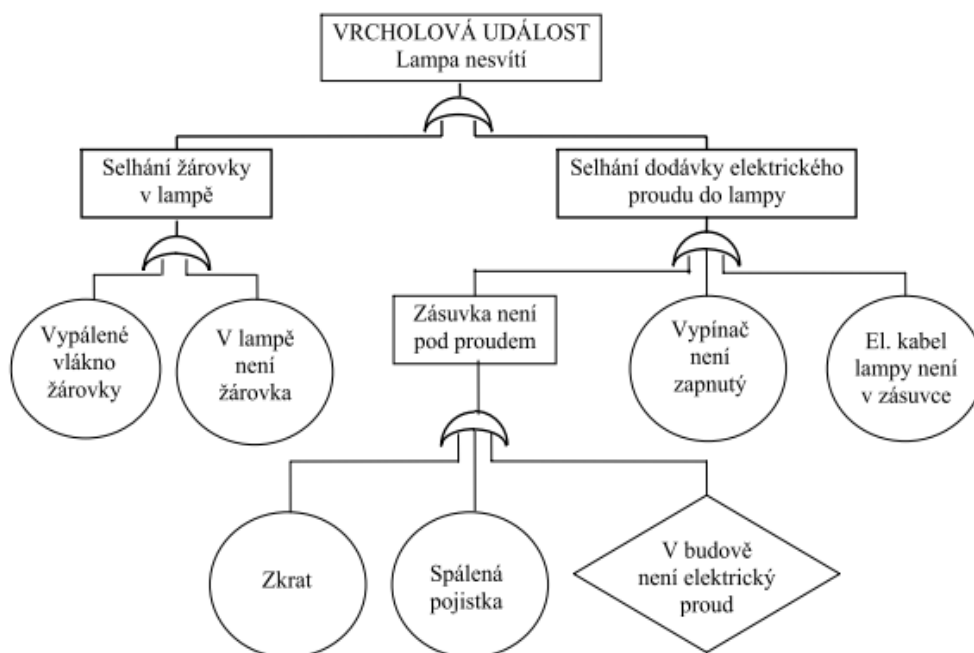 VRCHOLOVÁ UDÁLOST
Lampa nesvítí
Selhání žárovky
v lampě
Selhání dodávky elektrického
proudu do lampy
Vypálené
vlákno
žárovky
V lampě
není
žárovka
Zásuvka není
pod proudem
Vypínač
není
zapnutý
El. kabel
lampy není
v zásuvce
Zkrat
Spálená
pojistka
V budově
není elektrický
proud